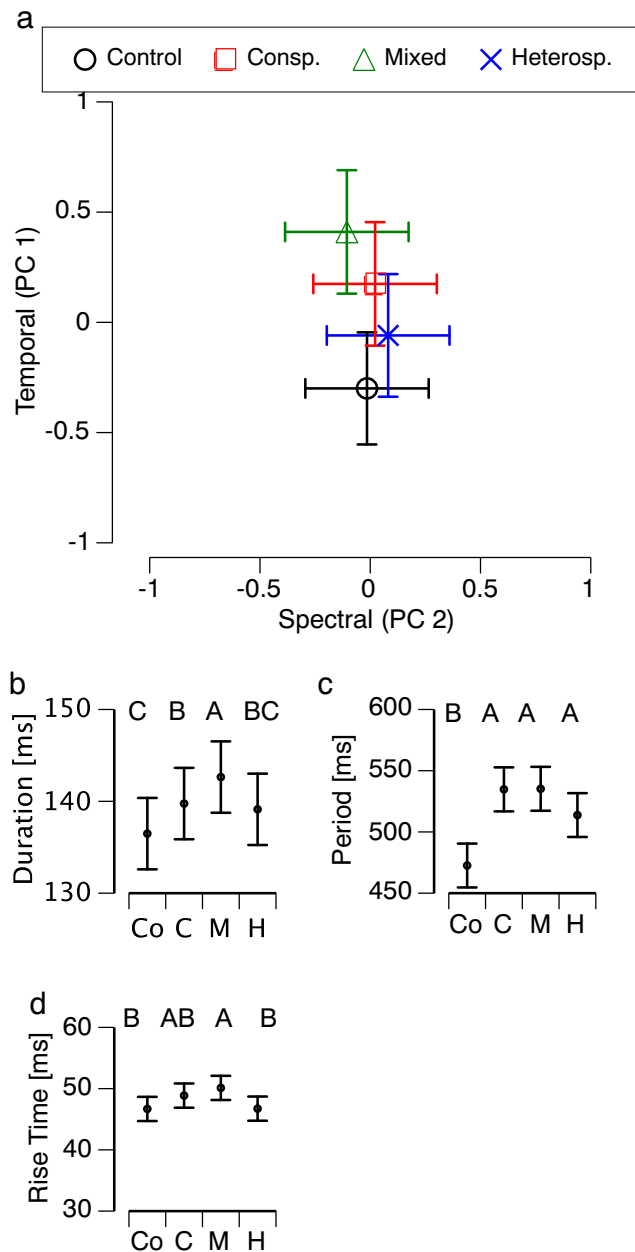 a
Control Consp. Mixed Heterosp.
1
0.5
0
-0.5
-1
Temporal (PC 1)
-1 -0.5 0 0.5 1
Spectral (PC 2)
b
C B A BC
150
140
130
Duration [ms]
Co C M H
c
B A A A
600
550
500
450
Period [ms]
Co C M H
d
B AB A B
60
50
40
30
Rise Time [ms]
Co C M H